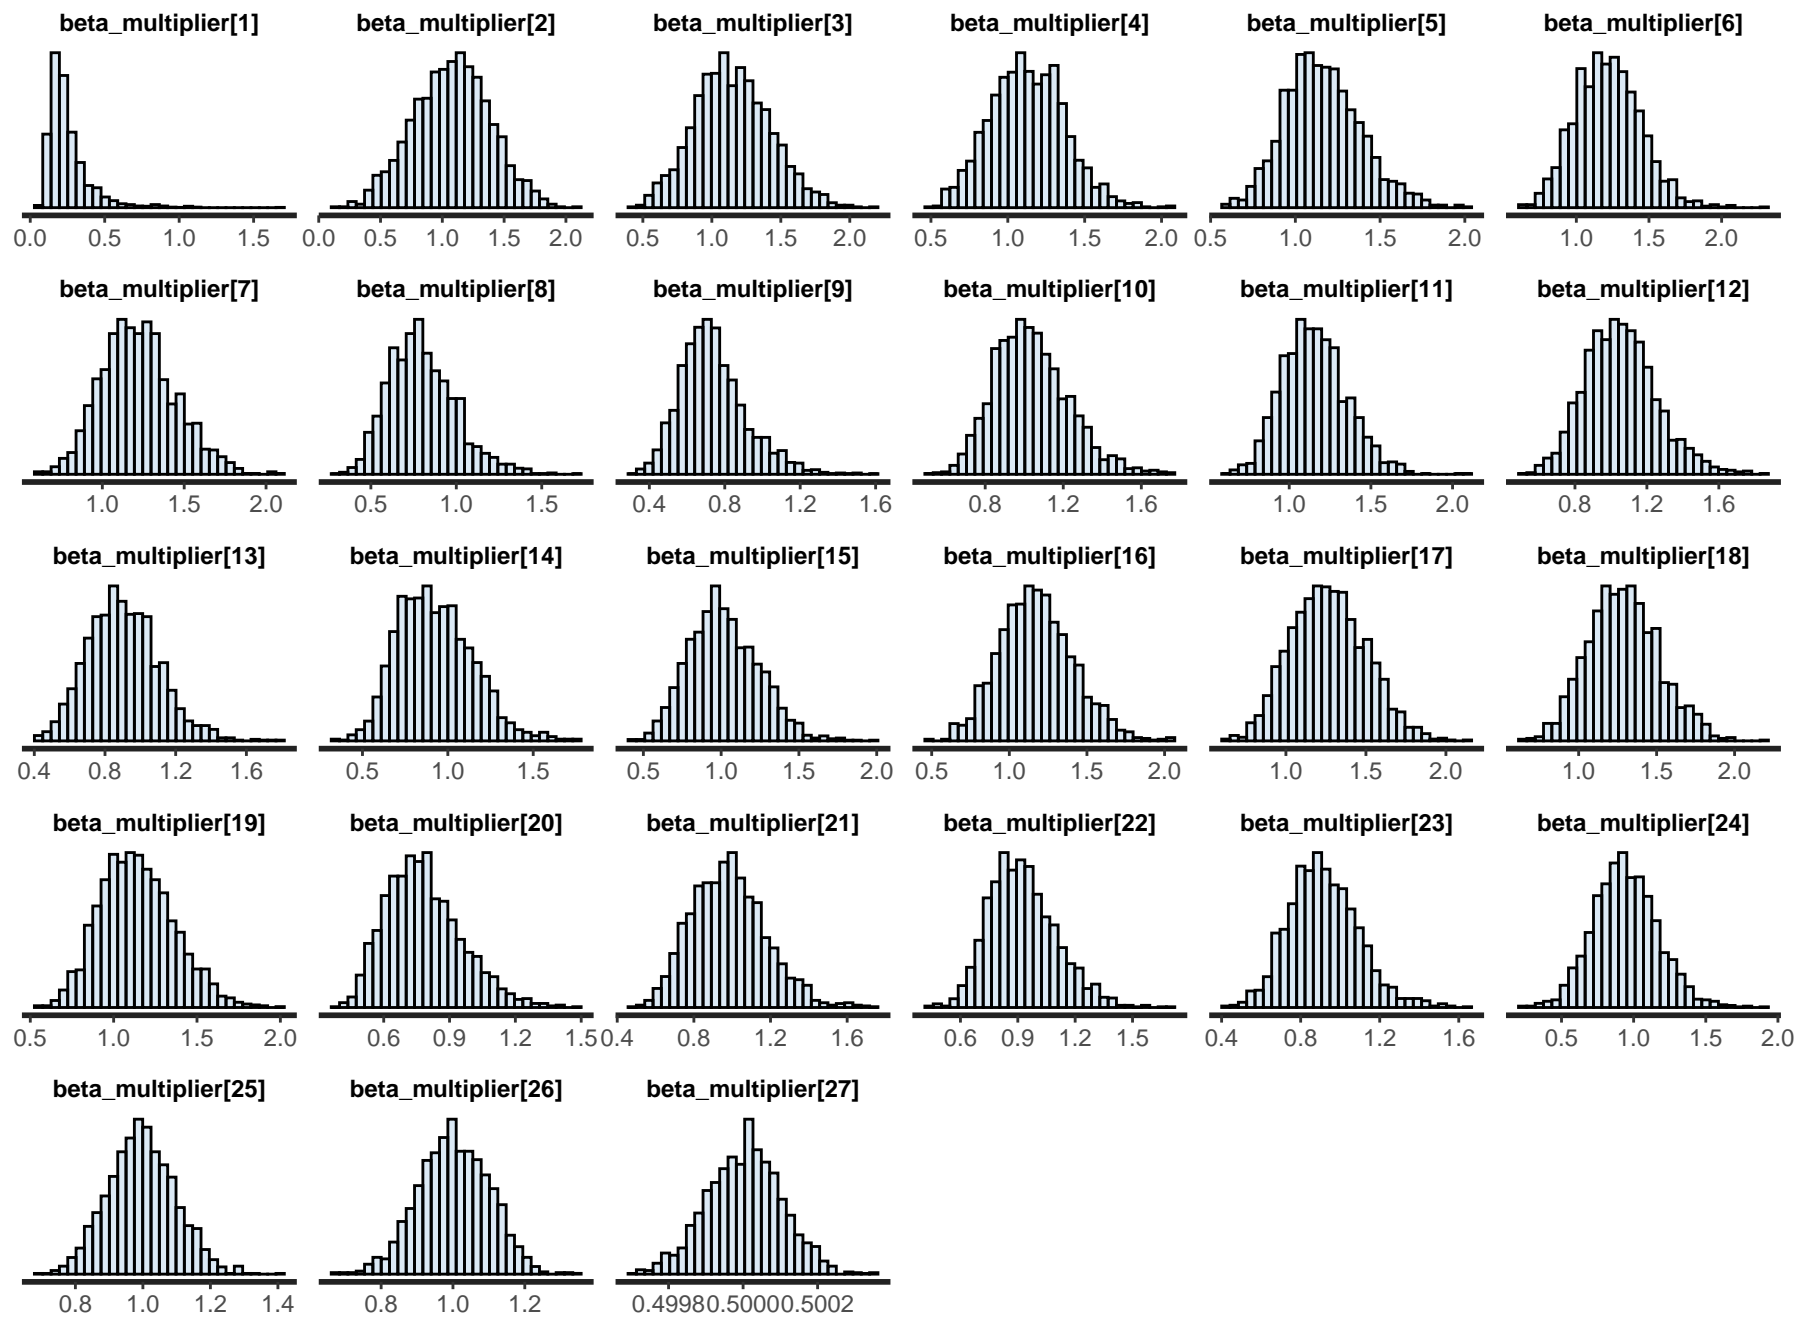 beta_multiplier[1] beta_multiplier[2] beta_multiplier[3] beta_multiplier[4] beta_multiplier[5] beta_multiplier[6]
0.0 0.5 1.0 1.5 0.0 0.5 1.0 1.5 2.0 0.5 1.0 1.5 2.0 0.5 1.0 1.5 2.0 0.5 1.0 1.5 2.0 1.0 1.5 2.0
beta_multiplier[7] beta_multiplier[8] beta_multiplier[9] beta_multiplier[10] beta_multiplier[11] beta_multiplier[12]
1.0 1.5 2.0 0.5 1.0 1.5 0.4 0.8 1.2 1.6 0.8 1.2 1.6 1.0 1.5 2.0 0.8 1.2 1.6
beta_multiplier[13] beta_multiplier[14] beta_multiplier[15] beta_multiplier[16] beta_multiplier[17] beta_multiplier[18]
0.4 0.8 1.2 1.6 0.5 1.0 1.5 0.5 1.0 1.5 2.0 0.5 1.0 1.5 2.0 1.0 1.5 2.0 1.0 1.5 2.0
beta_multiplier[19] beta_multiplier[20] beta_multiplier[21] beta_multiplier[22] beta_multiplier[23] beta_multiplier[24]
0.5 1.0 1.5 2.0 0.6 0.9 1.2 1.5 0.4 0.8 1.2 1.6 0.6 0.9 1.2 1.5 0.4 0.8 1.2 1.6 0.5 1.0 1.5 2.0
beta_multiplier[25] beta_multiplier[26] beta_multiplier[27]
0.8 1.0 1.2 1.4 0.8 1.0 1.2 0.4998 0.5000 0.5002